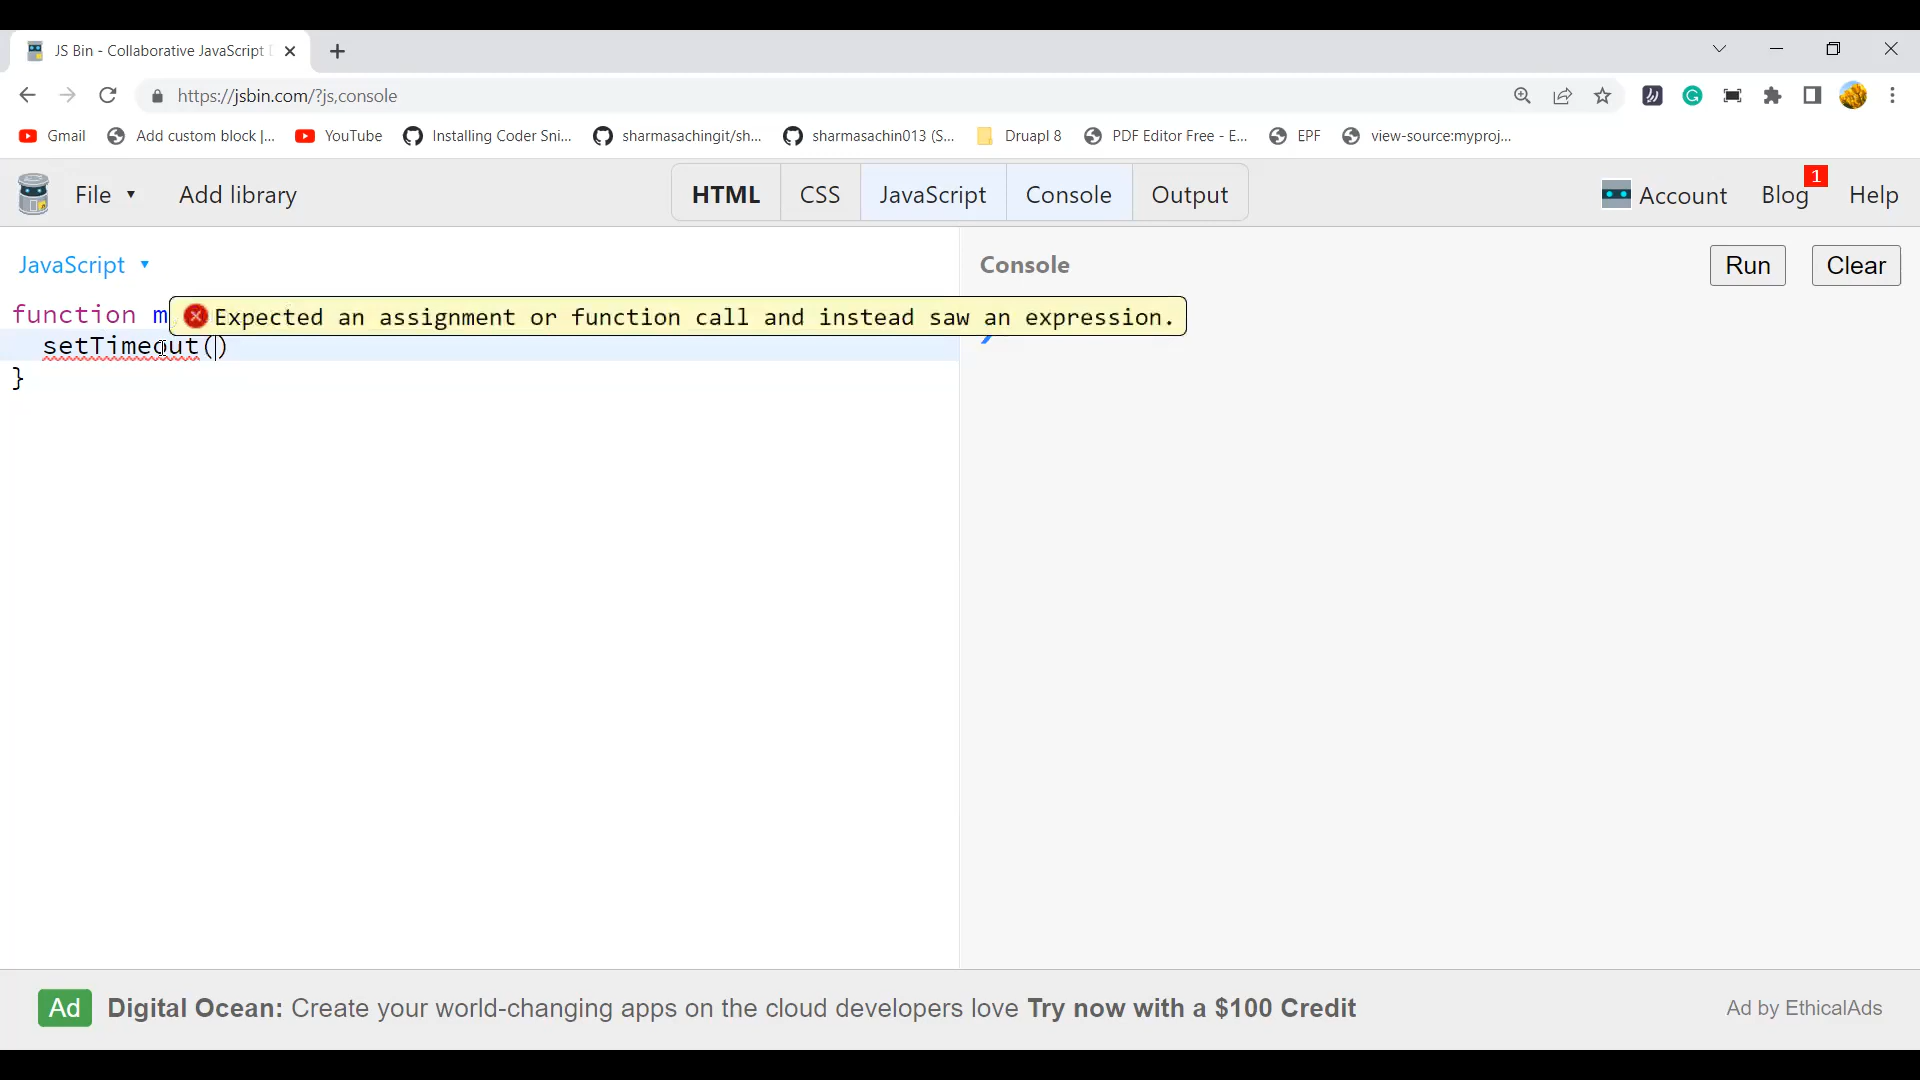 JS Bin - Collaborative JavaScript
https://jsbin.com/?js,console
Gmail Add custom block |... YouTube Installing Coder Sni... sharmasachingit/sh... sharmasachin013 (S... Druapl 8 PDF Editor Free - E... EPF view-source:myproj...
File Add library HTML CSS JavaScript Console Output Account Blog 1 Help
JavaScript Console Run Clear
function m
Expected an assignment or function call and instead saw an expression.
setTimeout()
}
Ad Digital Ocean: Create your world-changing apps on the cloud developers love Try now with a $100 Credit Ad by EthicalAds